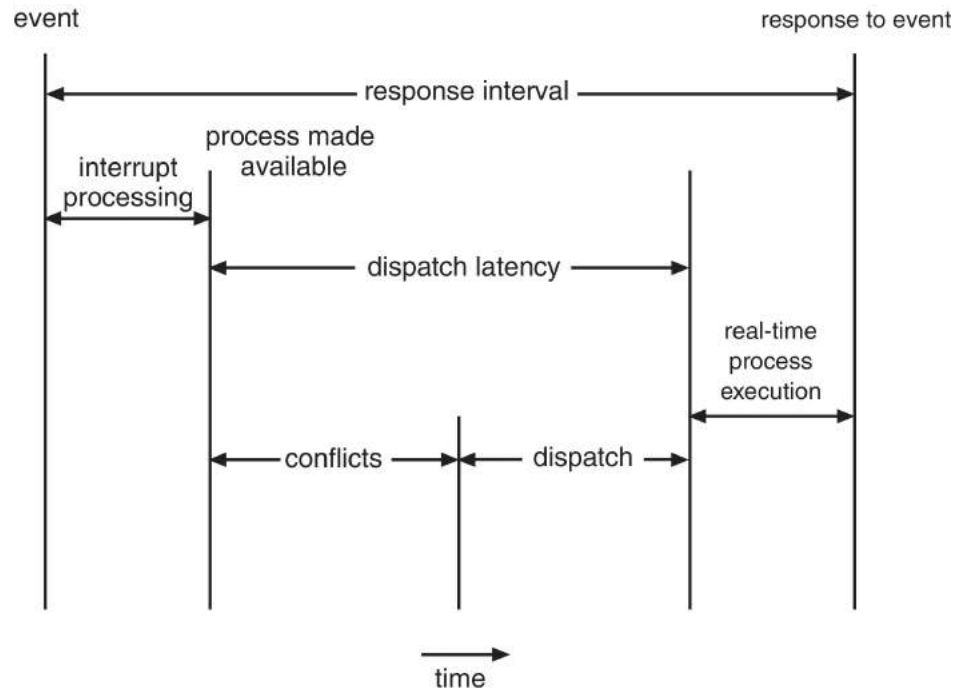 event
response to event
response interval
process made
available
interrupt
processing
dispatch latency
real-time
process
execution
conflicts
dispatch
time